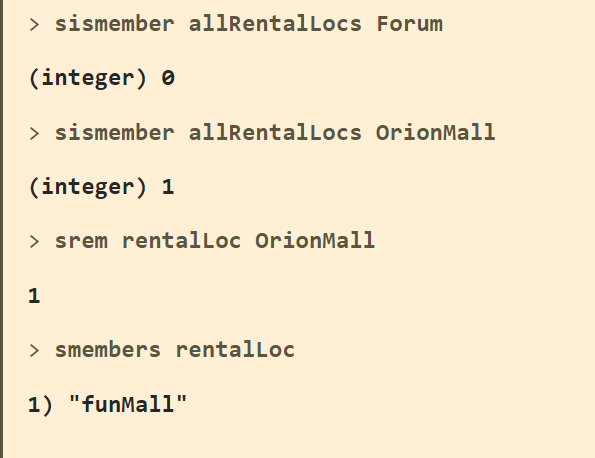 > sismember allRentalLocs Forum
(integer) 0
> sismember allRentalLocs OrionMall
(integer) 1
> srem rentalLoc OrionMall
1
> smembers rentalLoc
1) "funMall"